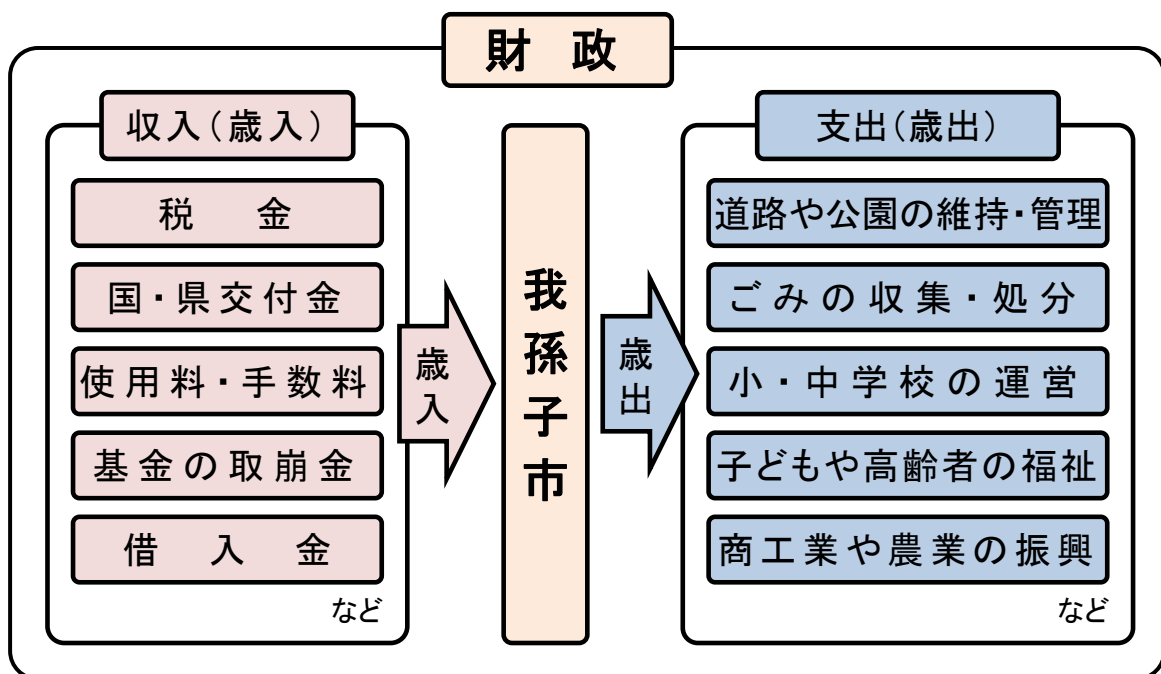 財政
収入(歳入)
税金
国・県交付金
使用料・手数料
基金の取崩金
借入金
など
歳入
我孫子市
歳出
支出(歳出)
道路や公園の維持・管理
ごみの収集・処分
小・中学校の運営
子どもや高齢者の福祉
商工業や農業の振興
など